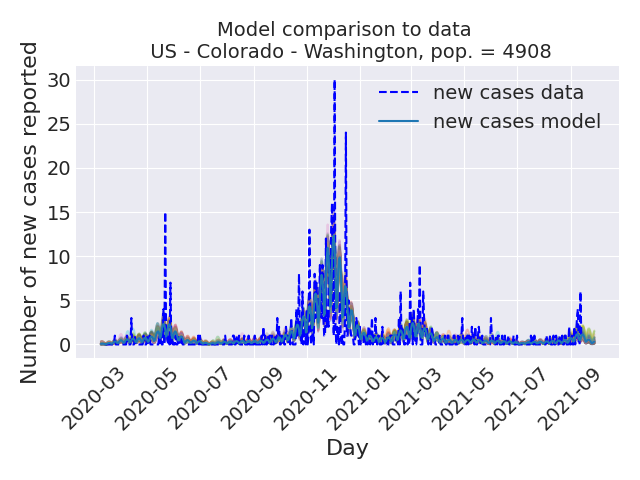 Model comparison to data
US - Colorado - Washington, pop. = 4908
Number of new cases reported
30
25
20
15
10
5
0
new cases data
new cases model
2020-03
2020-05
2020-07
2020-09
2020-11
2021-01
2021-03
2021-05
2021-07
2021-09
Day